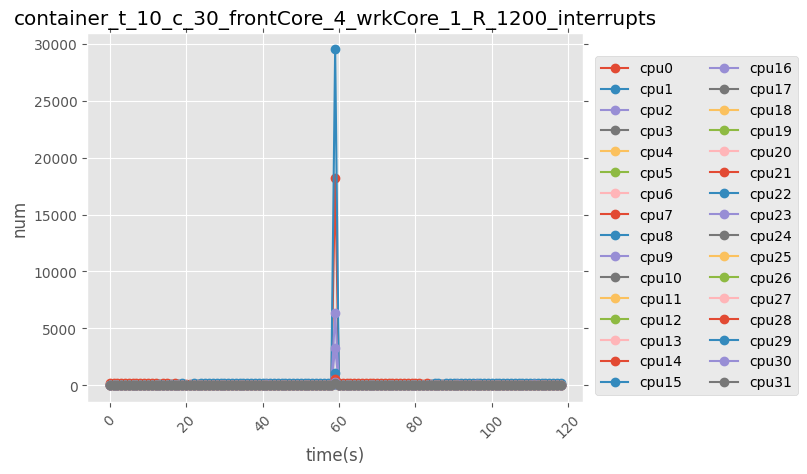 container_t_10_c_30_frontCore_4_wrkCore_1_R_1200_interrupts
30000
25000
20000
15000
10000
5000
0
num
0
20
40
60
80
100
120
time(s)
cpu0
cpu1
cpu2
cpu3
cpu4
cpu5
cpu6
cpu7
cpu8
cpu9
cpu10
cpu11
cpu12
cpu13
cpu14
cpu15
cpu16
cpu17
cpu18
cpu19
cpu20
cpu21
cpu22
cpu23
cpu24
cpu25
cpu26
cpu27
cpu28
cpu29
cpu30
cpu31